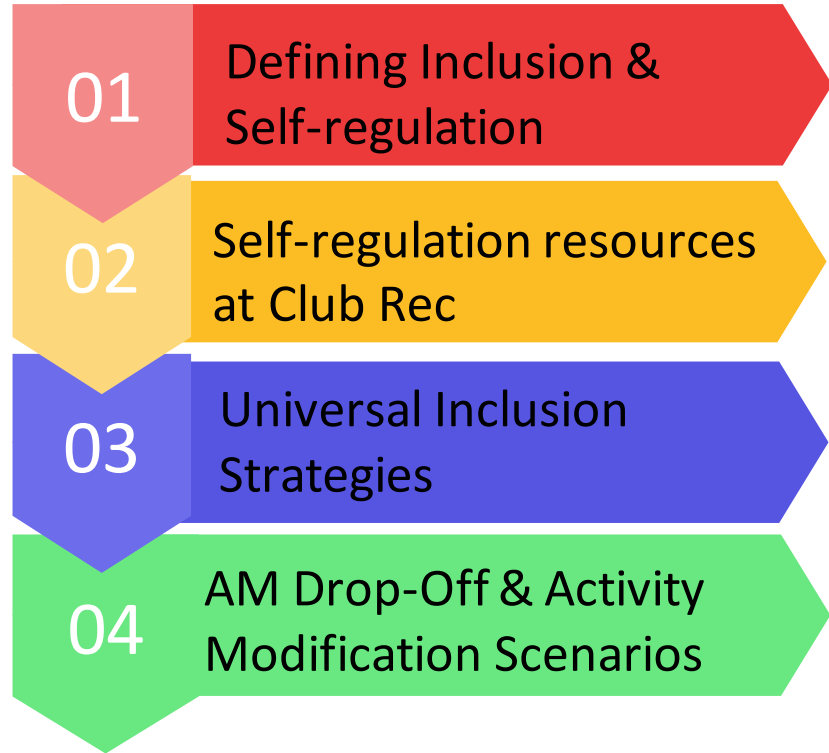 01
Defining Inclusion &
Self-regulation
02
Self-regulation resources
at Club Rec
03
Universal Inclusion
Strategies
04
AM Drop-Off & Activity
Modification Scenarios